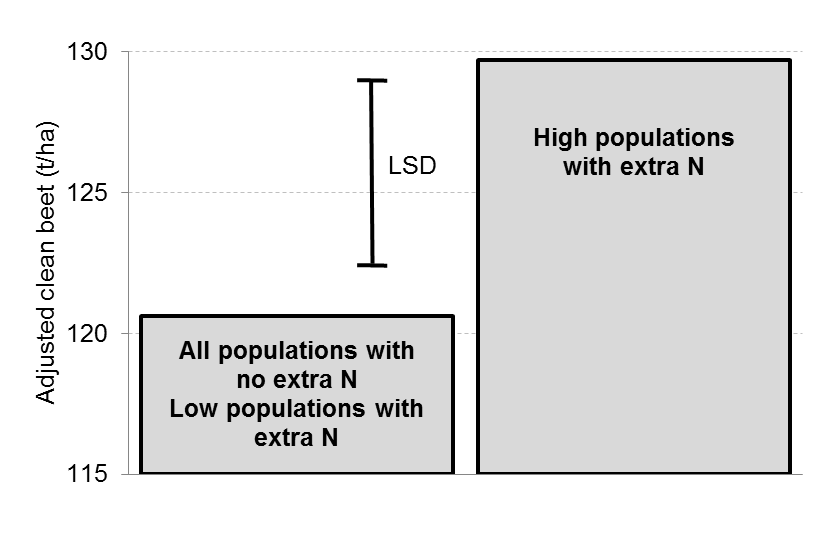 Adjusted clean beet (t/ha)
130
125
120
115
LSD
All populations with
no extra N
Low populations with
extra N
High populations
with extra N